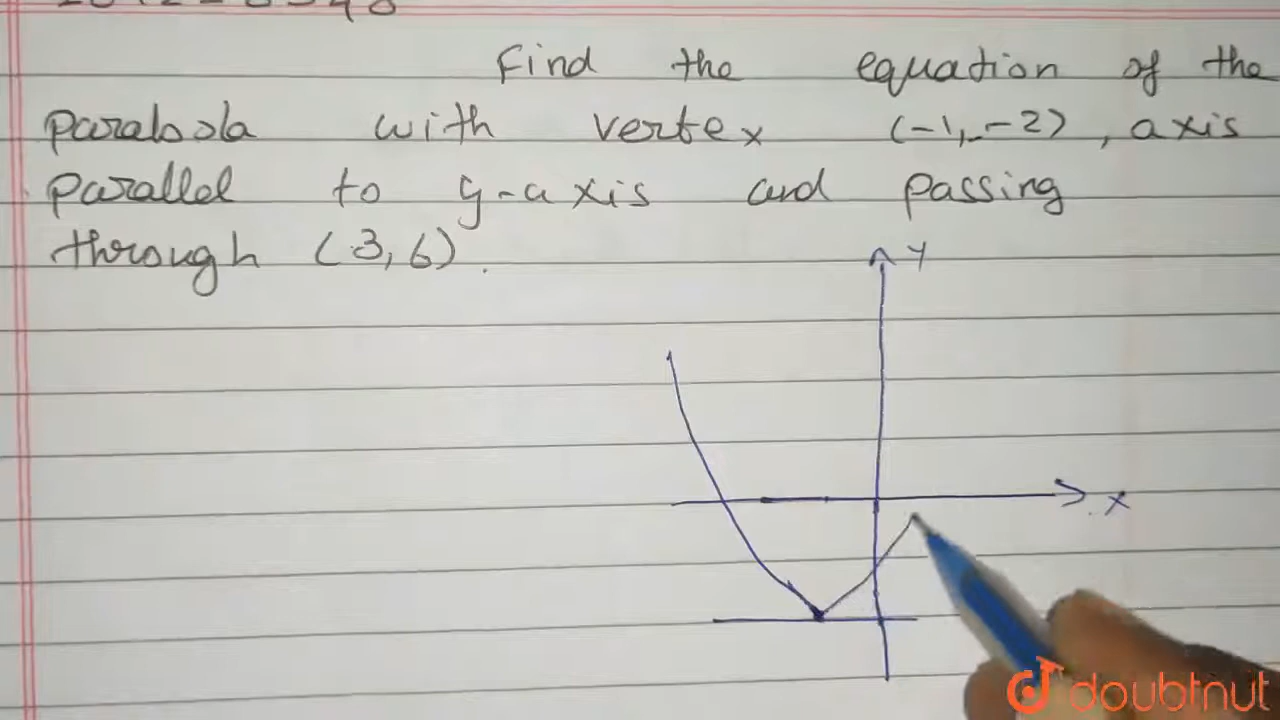 Find the equation of the
parabola with vertex (-1,-2), axis
parallel to y-axis and passing
through (3,6).
Y
X
doubtnut